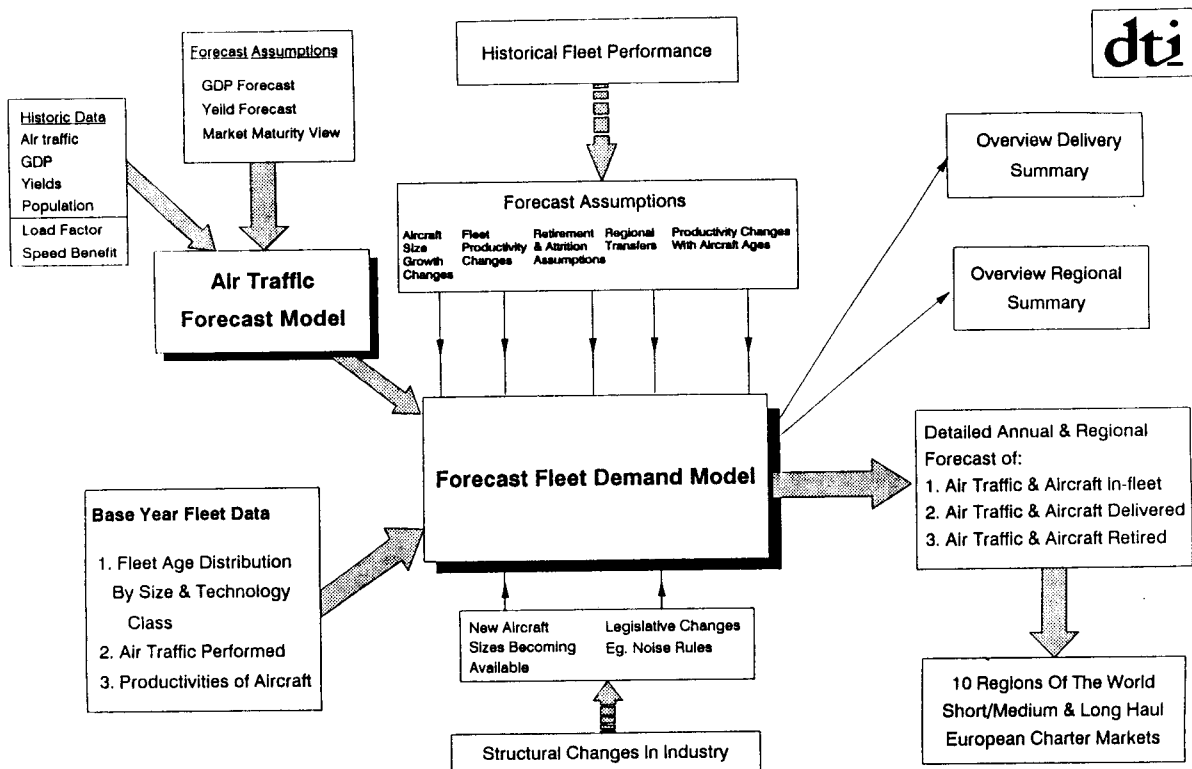 dti
Forecast Assumptions
GDP Forecast
Yeild Forecast
Market Maturity View
Historic Data
Air traffic
GDP
Yields
Population
Load Factor
Speed Benefit
Air Traffic
Forecast Model
Historical Fleet Performance
Forecast Assumptions
Aircraft
Size
Growth
Changes
Fleet
Productivity
Changes
Retirement
& Attrition
Assumptions
Regional
Transfers
Productivity Changes
With Aircraft Ages
Overview Delivery
Summary
Overview Regional
Summary
Forecast Fleet Demand Model
Base Year Fleet Data
1. Fleet Age Distribution
By Size & Technology
Class
2. Air Traffic Performed
3. Productivities of Aircraft
New Aircraft
Sizes Becoming
Available
Legislative Changes
Eg. Noise Rules
Structural Changes In Industry
Detailed Annual & Regional
Forecast of:
1. Air Traffic & Aircraft In-fleet
2. Air Traffic & Aircraft Delivered
3. Air Traffic & Aircraft Retired
10 Regions Of The World
Short/Medium & Long Haul
European Charter Markets